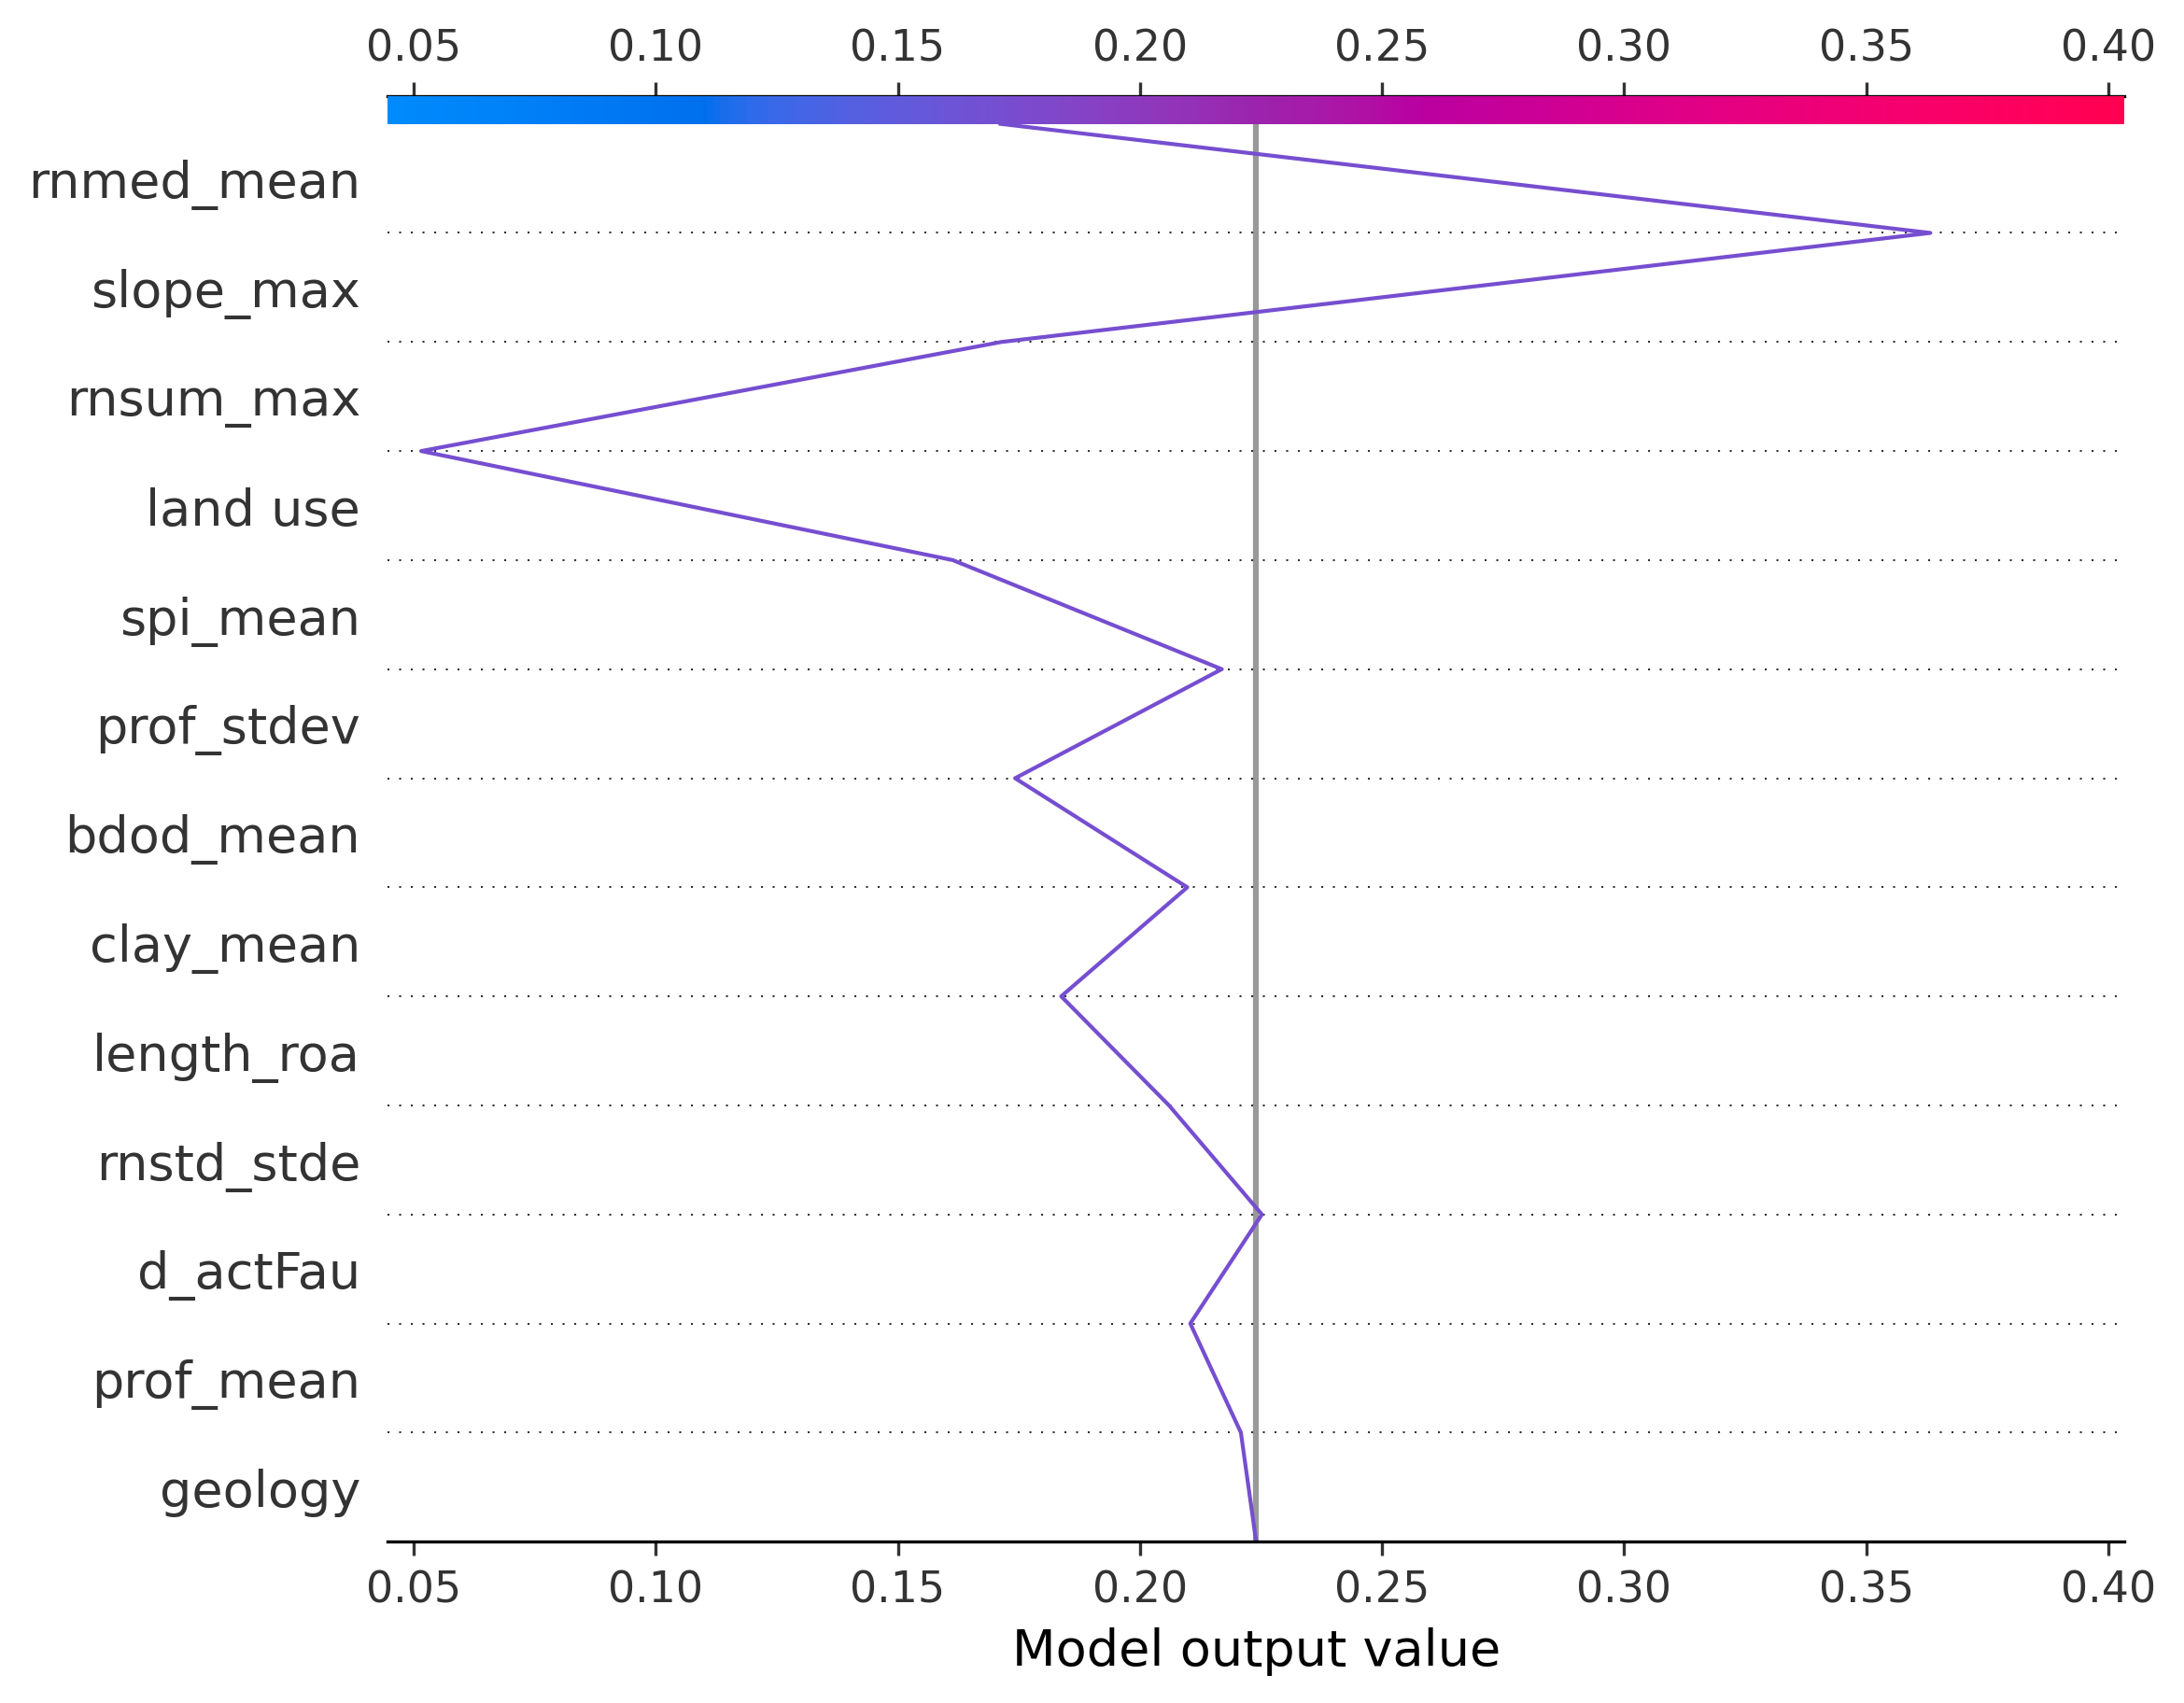 0.05 0.10 0.15 0.20 0.25 0.30 0.35 0.40
rnmed_mean
slope_max
rnsum_max
land use
spi_mean
prof_stdev
bdod_mean
clay_mean
length_roa
rnstd_stde
d_actFau
prof_mean
geology
0.05 0.10 0.15 0.20 0.25 0.30 0.35 0.40
Model output value